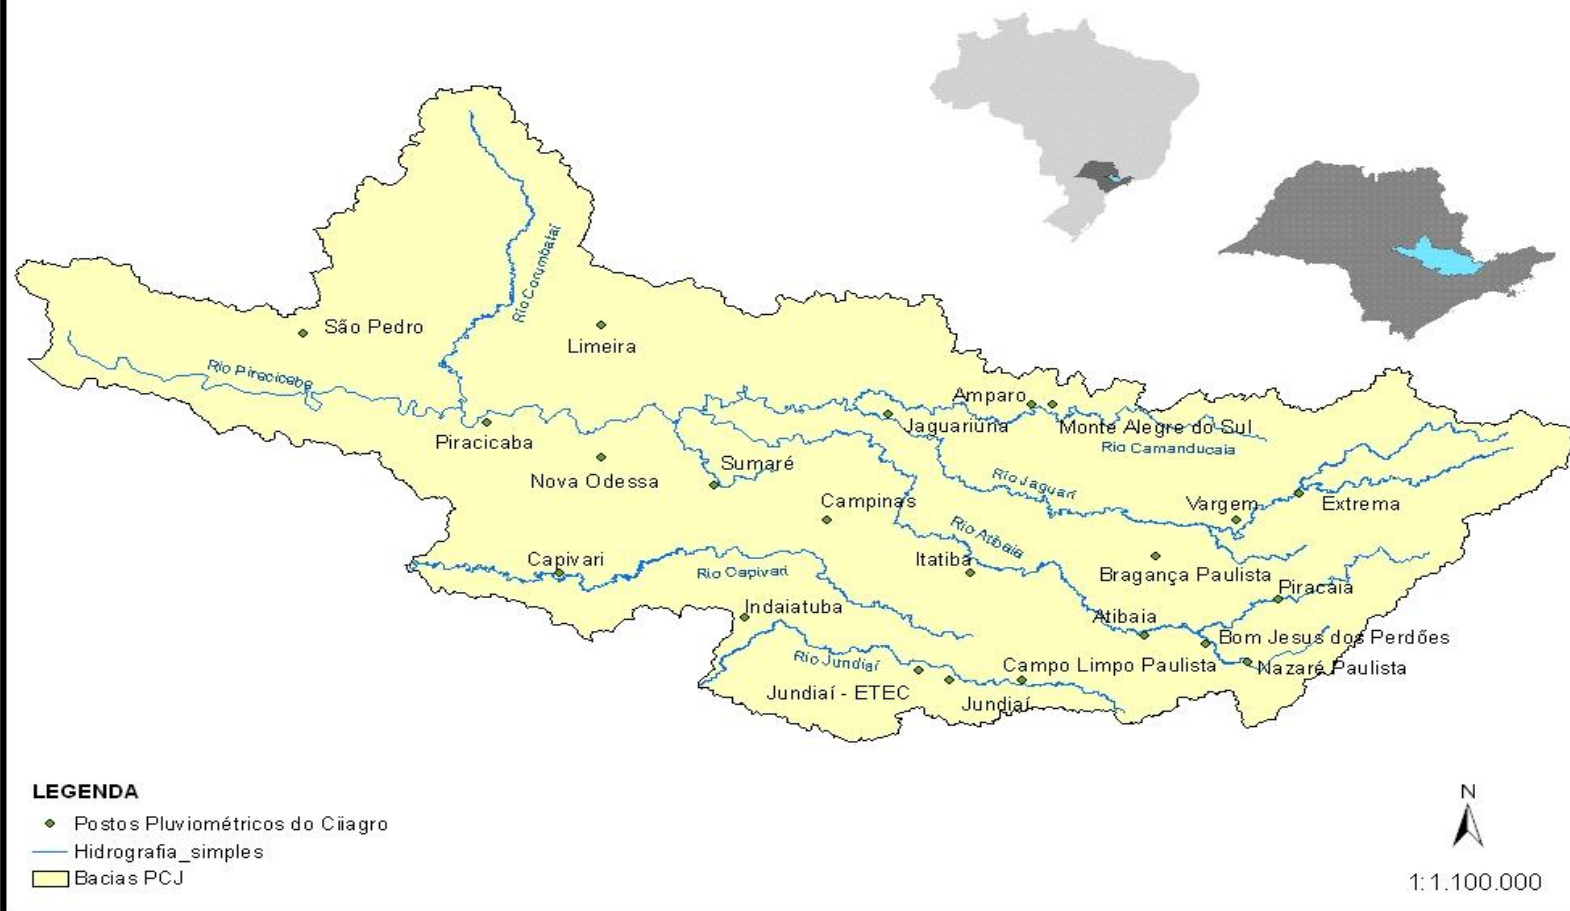 Rio Corumbataí
São Pedro
Limeira
Rio Piracicaba
Amparo
Jaguariúna
Monte Alegre do Sul
Piracicaba
Rio Camanducaia
Sumaré
Nova Odessa
Rio Jaguari
Campinas
Vargem
Extrema
Rio Atibaia
Capivari
Itatiba
Rio Capivari
Bragança Paulista
Piracaia
Indaiatuba
Atibaia
Bom Jesus dos Perdões
Rio Jundiaí
Campo Limpo Paulista
Nazaré Paulista
Jundiaí - ETEC
Jundiaí
LEGENDA
Postos Pluviométricos do Ciiagro
Hidrografia_simples
Bacias PCJ
N
1:1.100.000